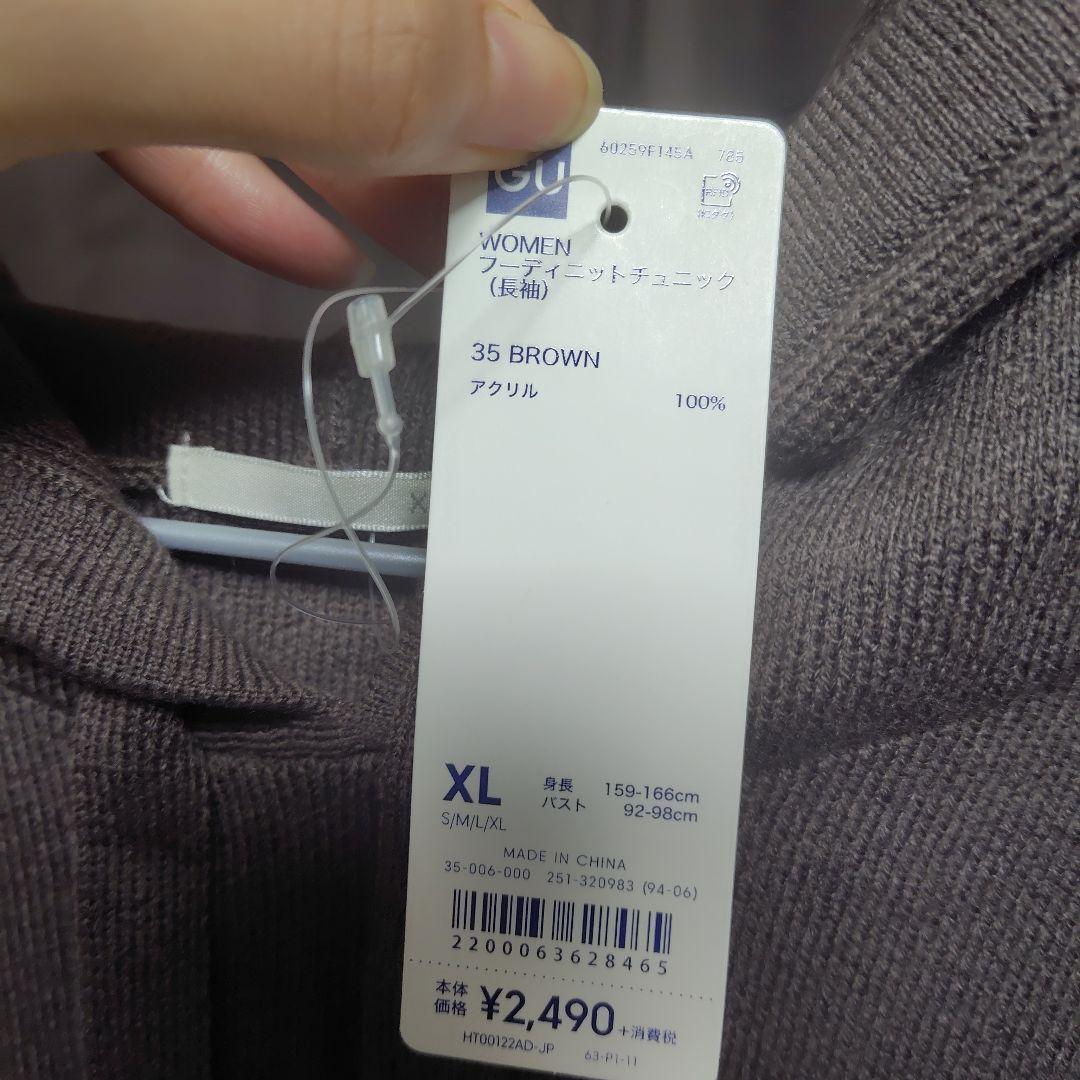 60259F145A 785
GU
WOMEN
フーディニットチュニック
(長袖)
35 BROWN
アクリル 100%
X
XL 身長 159-166cm
バスト 92-98cm
S/M/L/XL
MADE IN CHINA
35-006-000 251-320983 (94-06)
2200063628465
本体価格 ¥2,490 +消費税
HT00122AD-JP 63-P1-11